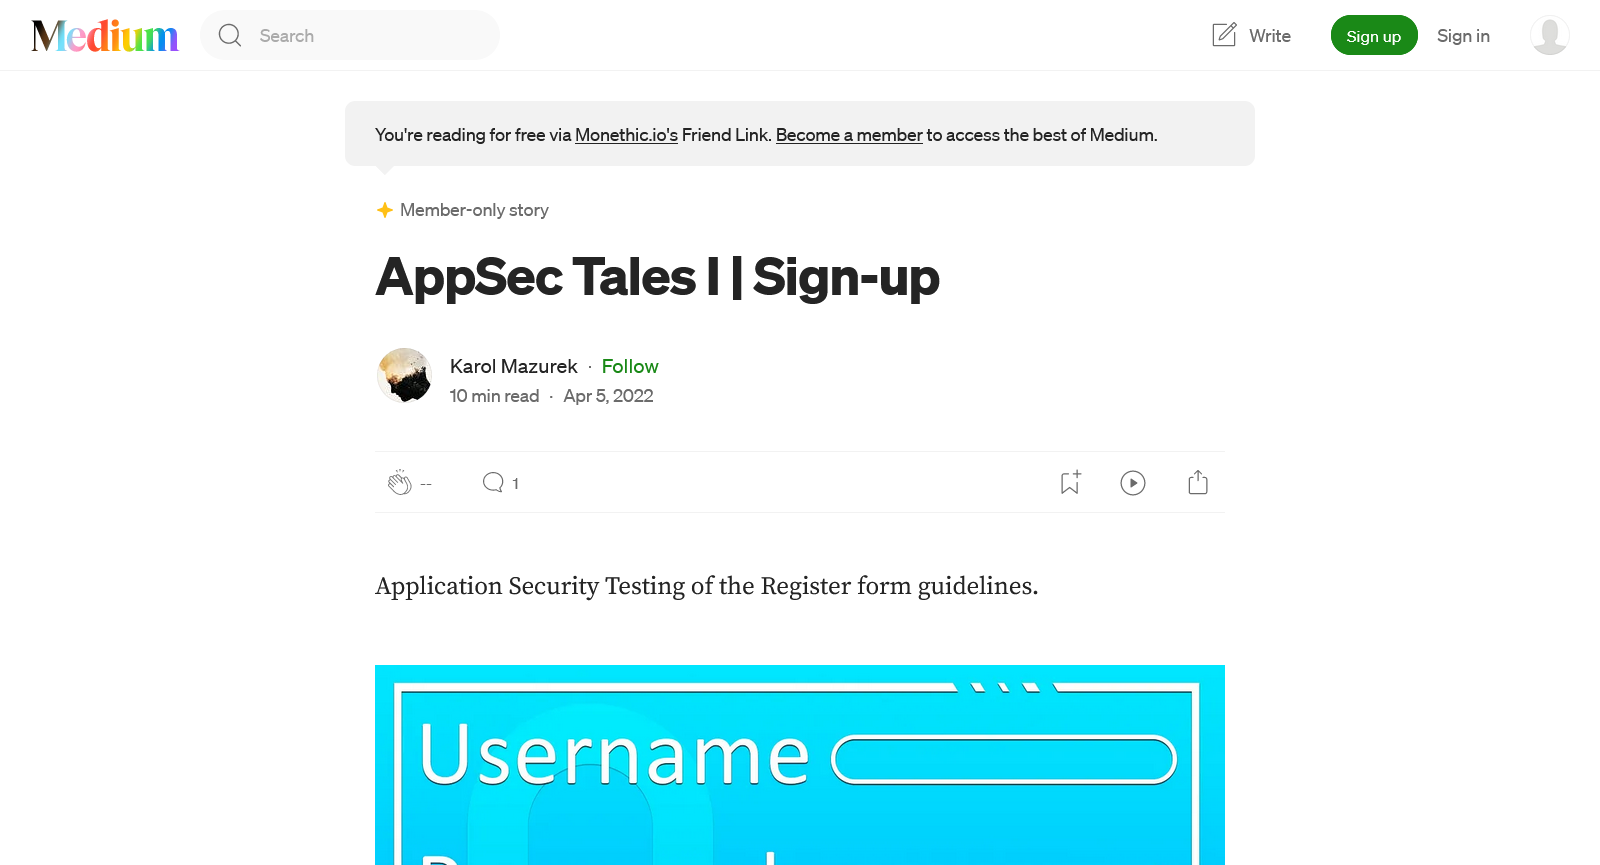 Medium
Search
Write
Sign up
Sign in
You're reading for free via Monethic.io's Friend Link. Become a member to access the best of Medium.
Member-only story
AppSec Tales I | Sign-up
Karol Mazurek · Follow
10 min read · Apr 5, 2022
--
1
Application Security Testing of the Register form guidelines.
Username